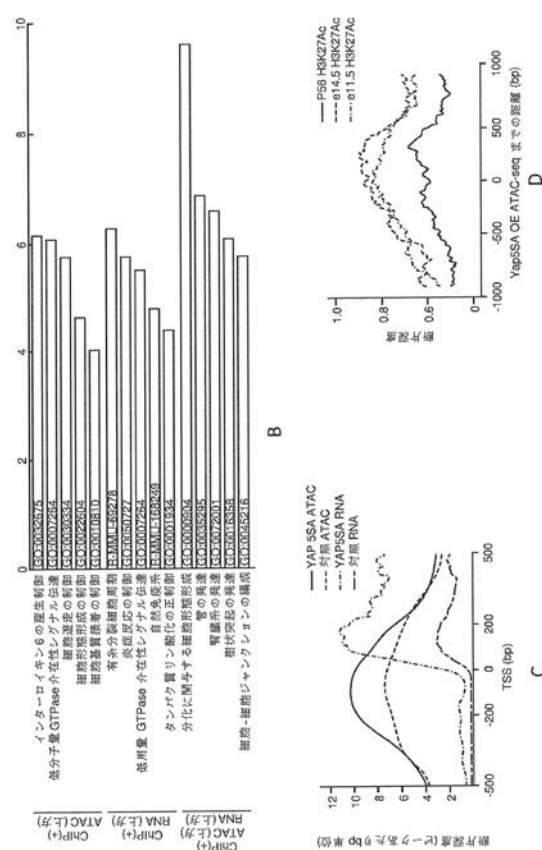 0
2
4
6
8
10
ChIP(+)
ATAC(上方)
インターロイキン6の産生制御
GO:0032675
低分子量 GTPase 介在性シグナル伝達
GO:0007264
細胞遊走の制御
GO:0030334
細胞形態形成の制御
GO:0022604
細胞基質接着の制御
GO:0010810
ChIP(+)
RNA(上方)
有糸分裂細胞周期
R-MMU-69278
炎症反応の制御
GO:0050727
低用量 GTPase 介在性シグナル伝達
GO:0007264
自然免疫系
R-MMU-168249
タンパク質リン酸化の正制御
GO:0001934
ChIP(+)
ATAC(上方)
RNA(上方)
分化に関与する細胞形態形成
GO:0000904
管の発達
GO:0035295
腎臓系の発達
GO:0072001
樹状突起の発達
GO:0016358
細胞-細胞ジャンクションの編成
GO:0045216
B
YAP 5SA ATAC
対照 ATAC
YAP5SA RNA
対照 RNA
断片深度 (ピークあたり bp 単位)
12
10
8
6
4
2
-500
-200
0
200
500
TSS (bp)
C
P56 H3K27Ac
e14.5 H3K27Ac
e11.5 H3K27Ac
断片深度
1.0
0.8
0.6
-1000
-500
0
500
1000
Yap5SA OE ATAC-seq までの距離 (bp)
D